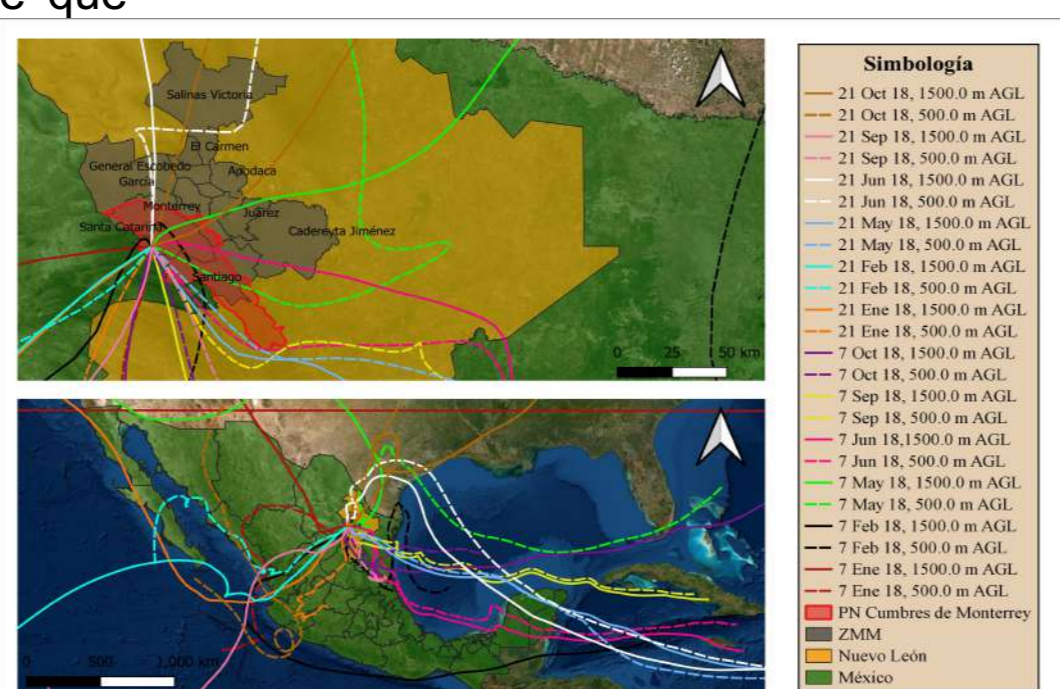 e que
Salinas Victoria
El Carmen
General Escobedo
García
Apodaca
Monterrey
Juárez
Santa Catarina
Cadereyta Jiménez
Santiago
0 25 50 km
0 500 1,000 km
Simbología
21 Oct 18, 1500.0 m AGL
21 Oct 18, 500.0 m AGL
21 Sep 18, 1500.0 m AGL
21 Sep 18, 500.0 m AGL
21 Jun 18, 1500.0 m AGL
21 Jun 18, 500.0 m AGL
21 May 18, 1500.0 m AGL
21 May 18, 500.0 m AGL
21 Feb 18, 1500.0 m AGL
21 Feb 18, 500.0 m AGL
21 Ene 18, 1500.0 m AGL
21 Ene 18, 500.0 m AGL
7 Oct 18, 1500.0 m AGL
7 Oct 18, 500.0 m AGL
7 Sep 18, 1500.0 m AGL
7 Sep 18, 500.0 m AGL
7 Jun 18,1500.0 m AGL
7 Jun 18, 500.0 m AGL
7 May 18, 1500.0 m AGL
7 May 18, 500.0 m AGL
7 Feb 18, 1500.0 m AGL
7 Feb 18, 500.0 m AGL
7 Ene 18, 1500.0 m AGL
7 Ene 18, 500.0 m AGL
PN Cumbres de Monterrey
ZMM
Nuevo León
México